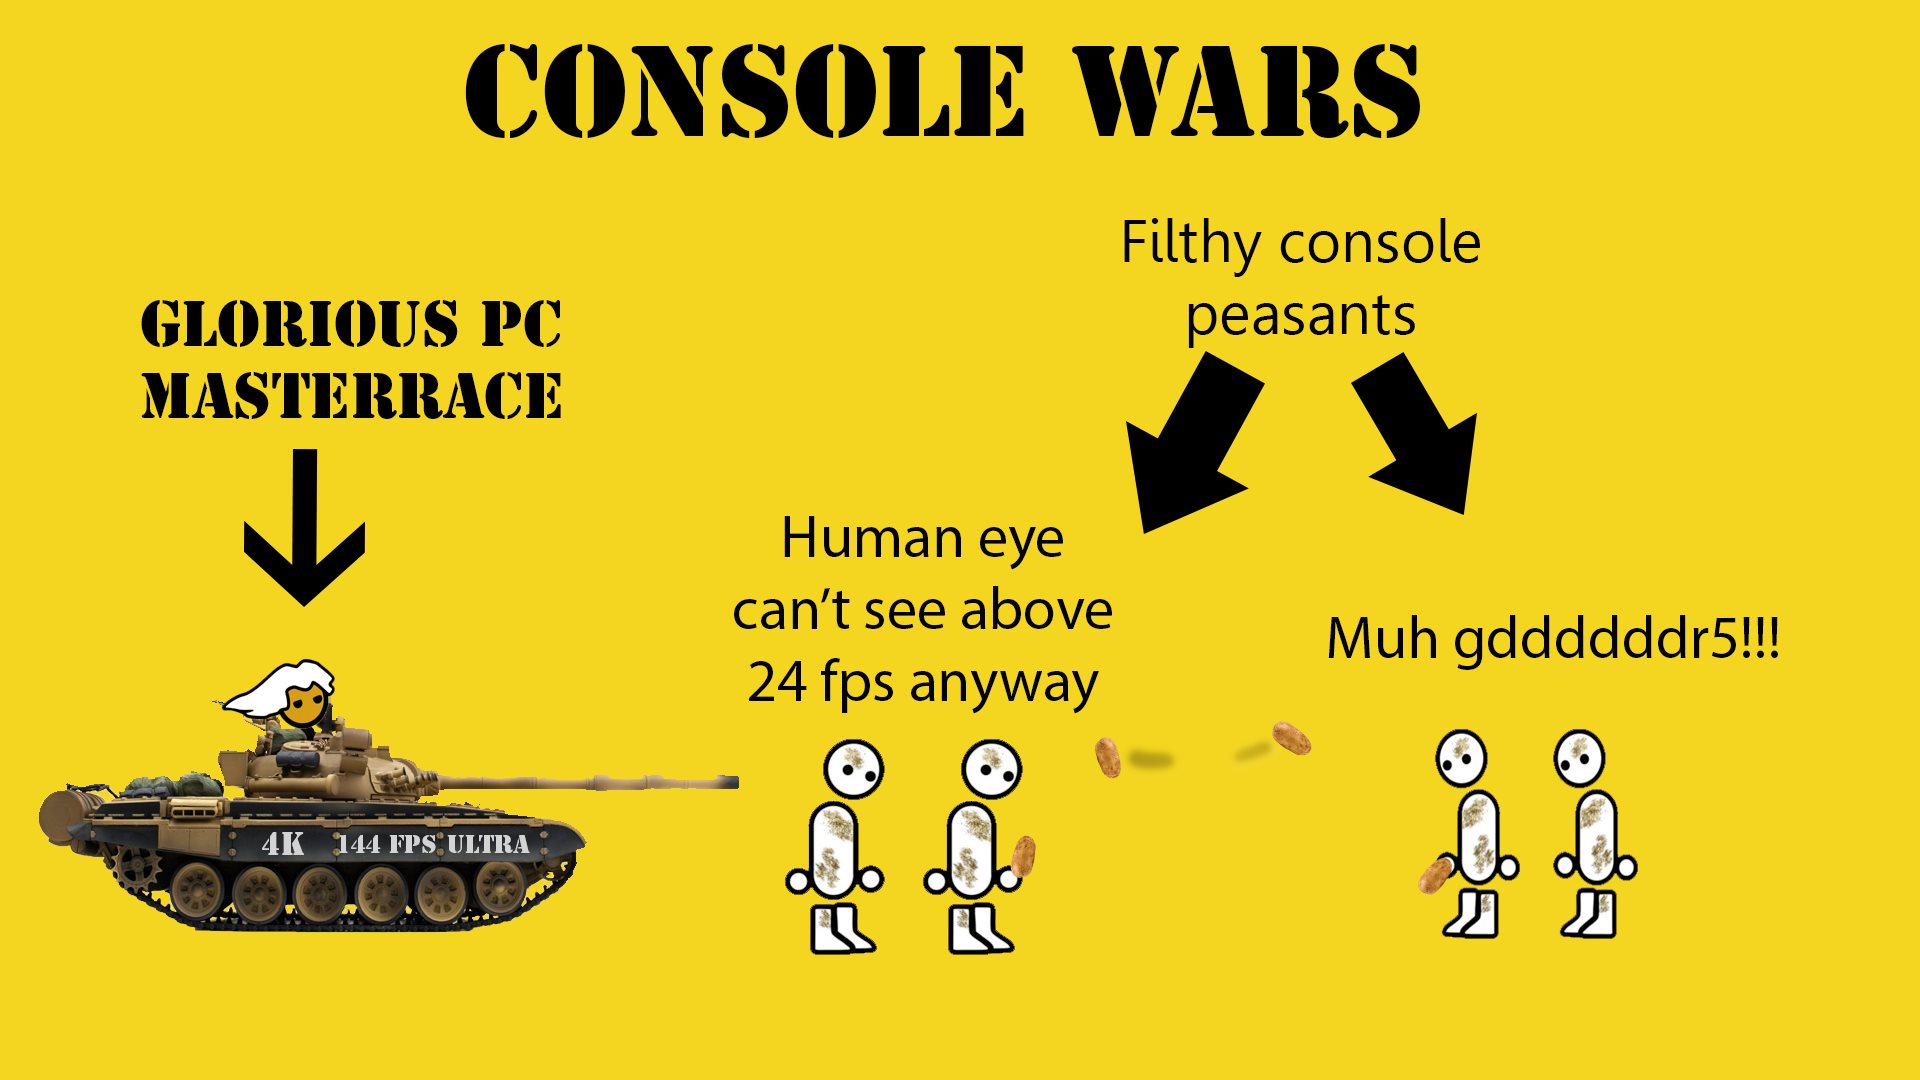 CONSOLE WARS
Filthy console
peasants
GLORIOUS PC
MASTERRACE
Human eye
can't see above
24 fps anyway
Muh gdddddddr5!!!
4K 144 FPS ULTRA